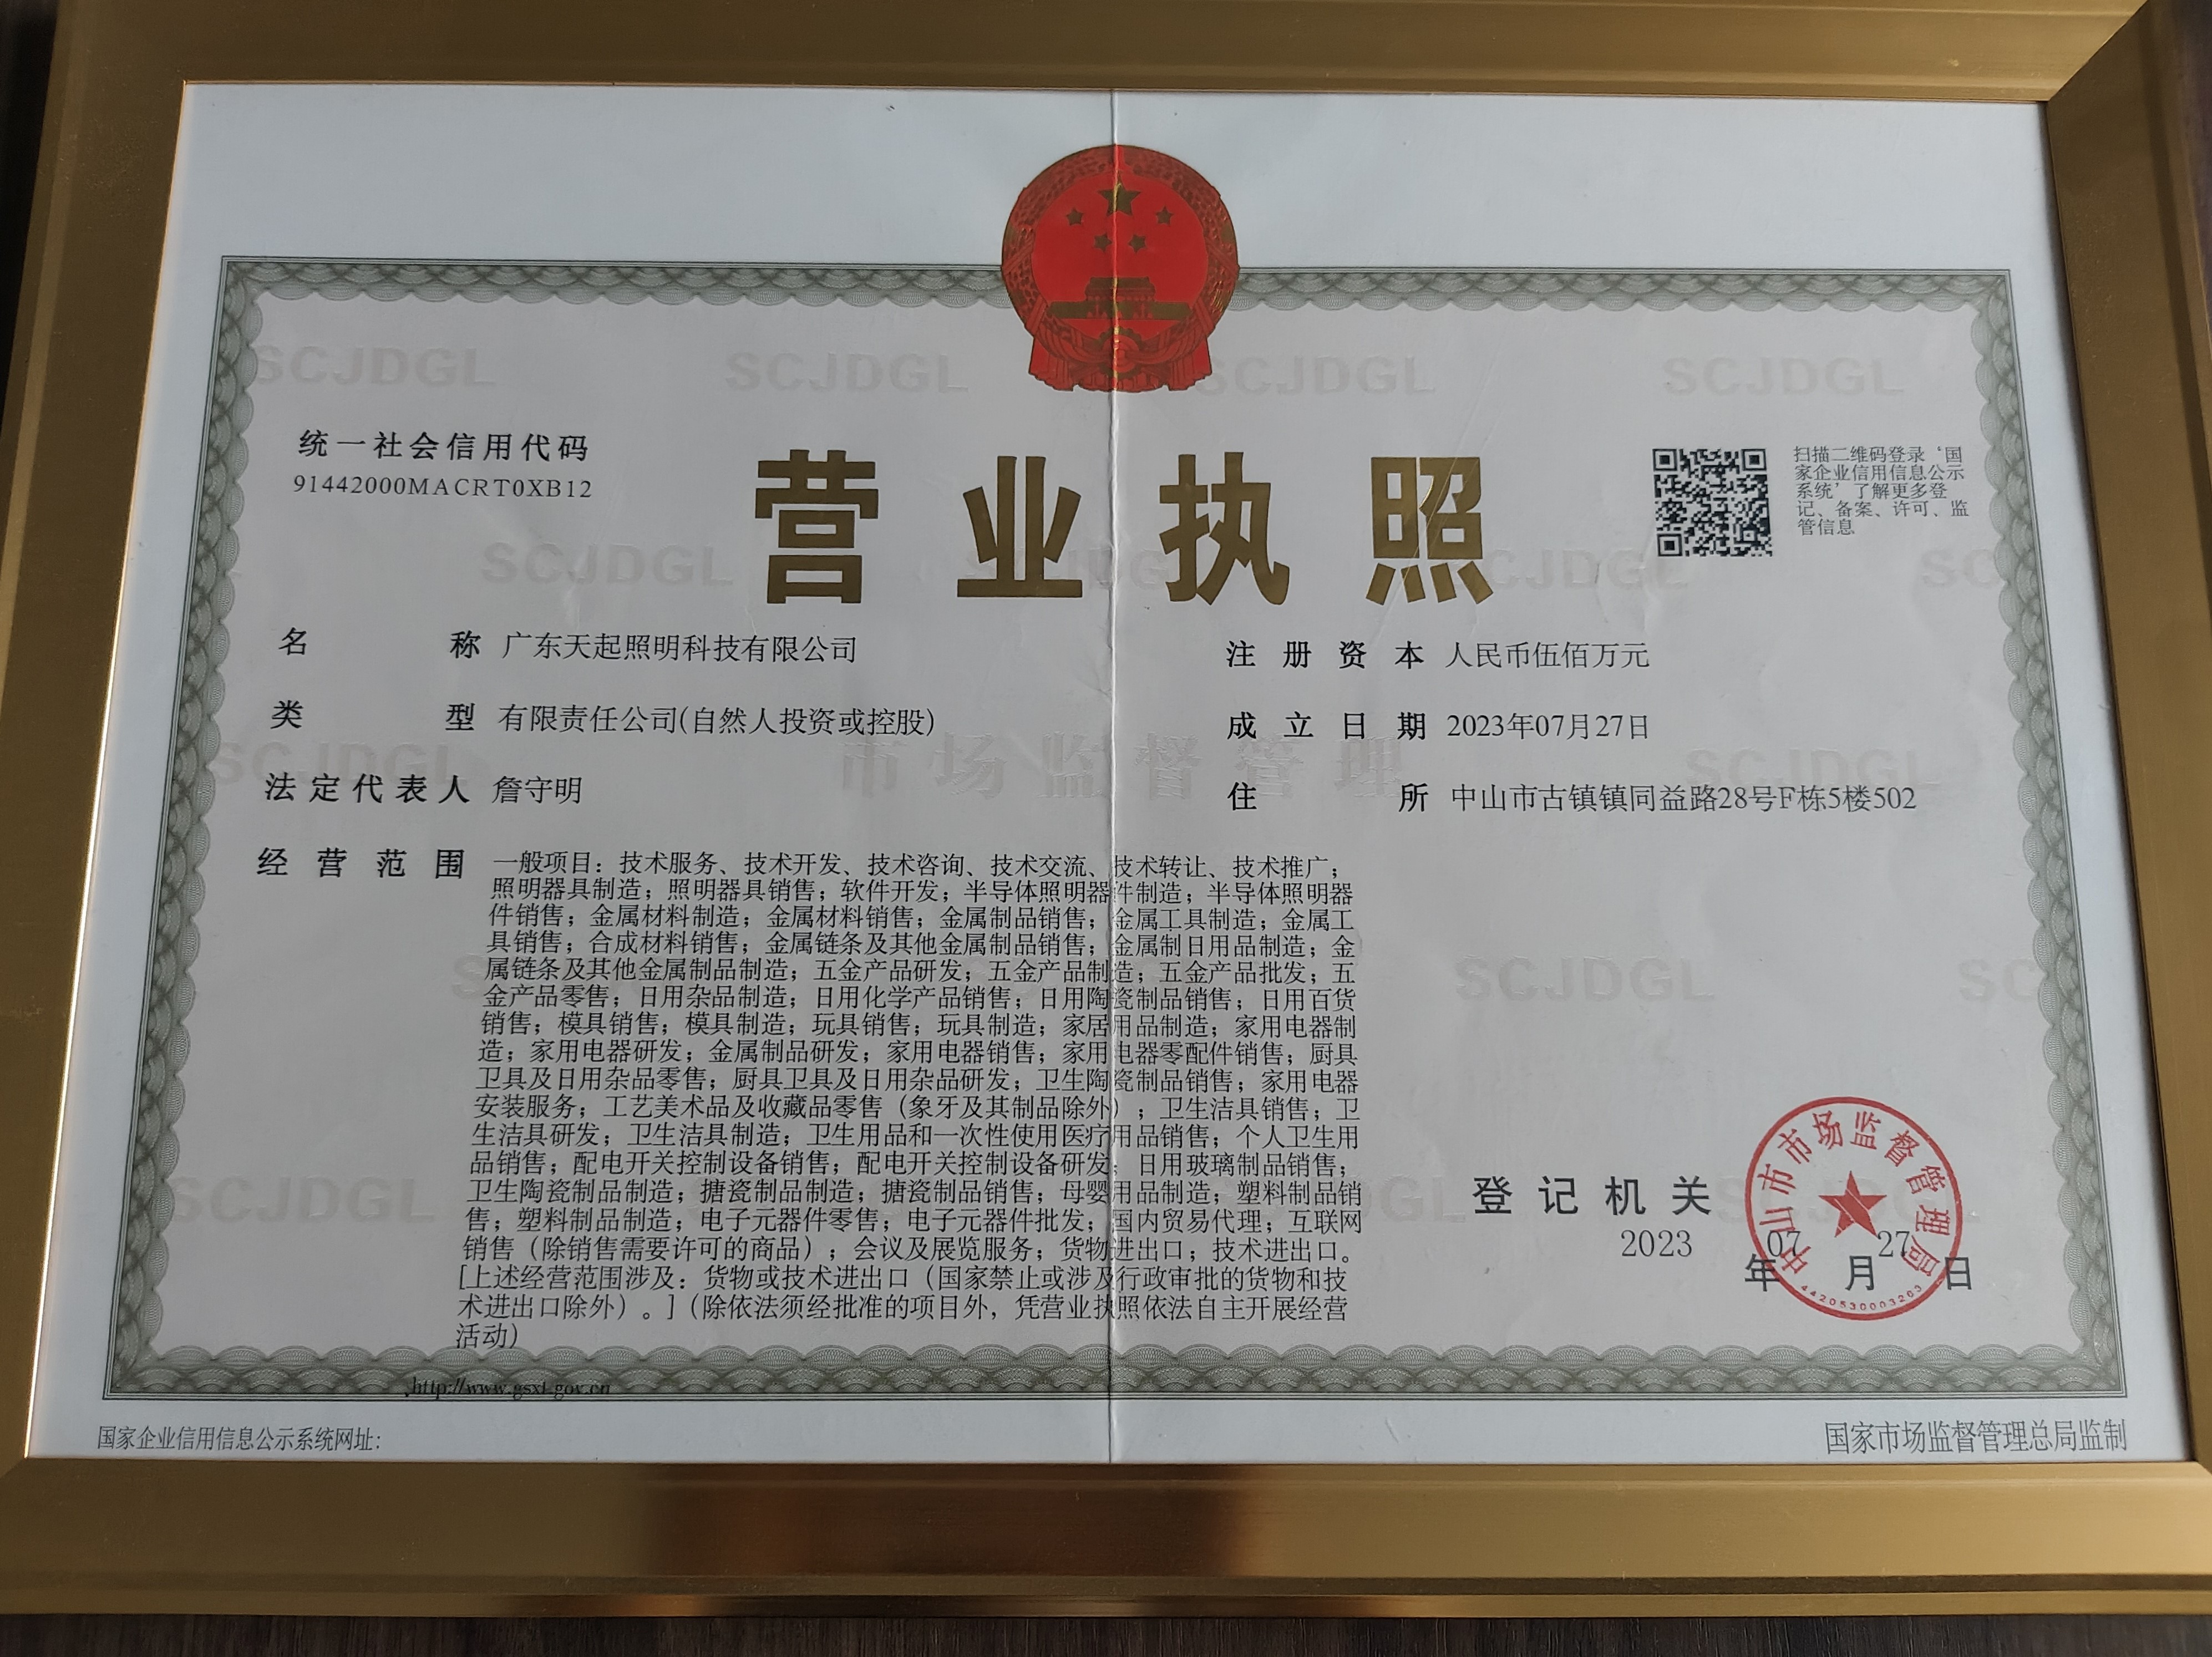 统一社会信用代码
91442000MACRT0XB12
营业执照
扫描二维码登录‘国
家企业信用信息公示
系统’了解更多登
记、备案、许可、监
管信息
名称 广东天起照明科技有限公司
类型 有限责任公司(自然人投资或控股)
法定代表人 詹守明
注册资本 人民币伍佰万元
成立日期 2023年07月27日
住所 中山市古镇镇同益路28号F栋5楼502
经营范围 一般项目：技术服务、技术开发、技术咨询、技术交流、技术转让、技术推广；
照明器具制造；照明器具销售；软件开发；半导体照明器件制造；半导体照明器
件销售；金属材料制造；金属材料销售；金属制品销售；金属工具制造；金属工
具销售；合成材料销售；金属链条及其他金属制品销售；金属制日用品制造；金
属链条及其他金属制品制造；五金产品研发；五金产品制造；五金产品批发；五
金产品零售；日用杂品制造；日用化学产品销售；日用陶瓷制品销售；日用百货
销售；模具销售；模具制造；玩具销售；玩具制造；家居用品制造；家用电器制
造；家用电器研发；金属制品研发；家用电器销售；家用电器零配件销售；厨具
卫具及日用杂品零售；厨具卫具及日用杂品研发；卫生陶瓷制品销售；家用电器
安装服务；工艺美术品及收藏品零售（象牙及其制品除外）；卫生洁具销售；卫
生洁具研发；卫生洁具制造；卫生用品和一次性使用医疗用品销售；个人卫生用
品销售；配电开关控制设备销售；配电开关控制设备研发；日用玻璃制品销售；
卫生陶瓷制品制造；搪瓷制品制造；搪瓷制品销售；母婴用品制造；塑料制品销
售；塑料制品制造；电子元器件零售；电子元器件批发；国内贸易代理；互联网
销售（除销售需要许可的商品）；会议及展览服务；货物进出口；技术进出口。
[上述经营范围涉及：货物或技术进出口（国家禁止或涉及行政审批的货物和技
术进出口除外）。]（除依法须经批准的项目外，凭营业执照依法自主开展经营
活动）
SCJDGL SCJDGL SCJDGL SCJDGL
SCJDGL SCJDGL
SCJDGL 市场监督管理 SCJDGL
SCJDGL
SCJDGL
登记机关
中山市市场监督管理局
4420530003203
2023年07月27日
http://www.gsxt.gov.cn
国家企业信用信息公示系统网址:
国家市场监督管理总局监制